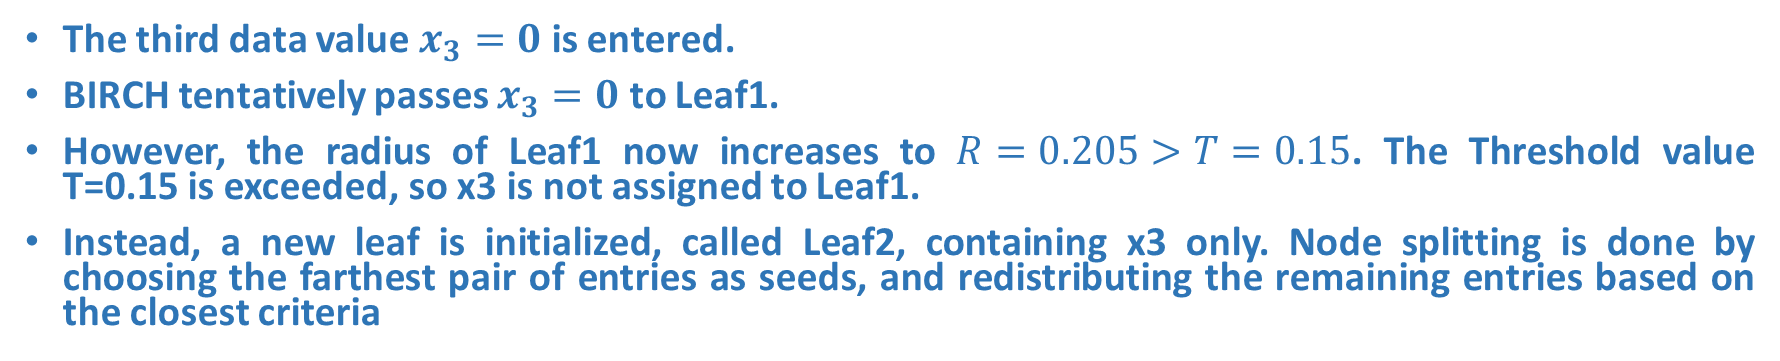 • The third data value x₃ = 0 is entered.
• BIRCH tentatively passes x₃ = 0 to Leaf1.
• However, the radius of Leaf1 now increases to R = 0.205 > T = 0.15. The Threshold value
T=0.15 is exceeded, so x3 is not assigned to Leaf1.
• Instead, a new leaf is initialized, called Leaf2, containing x3 only. Node splitting is done by
choosing the farthest pair of entries as seeds, and redistributing the remaining entries based on
the closest criteria